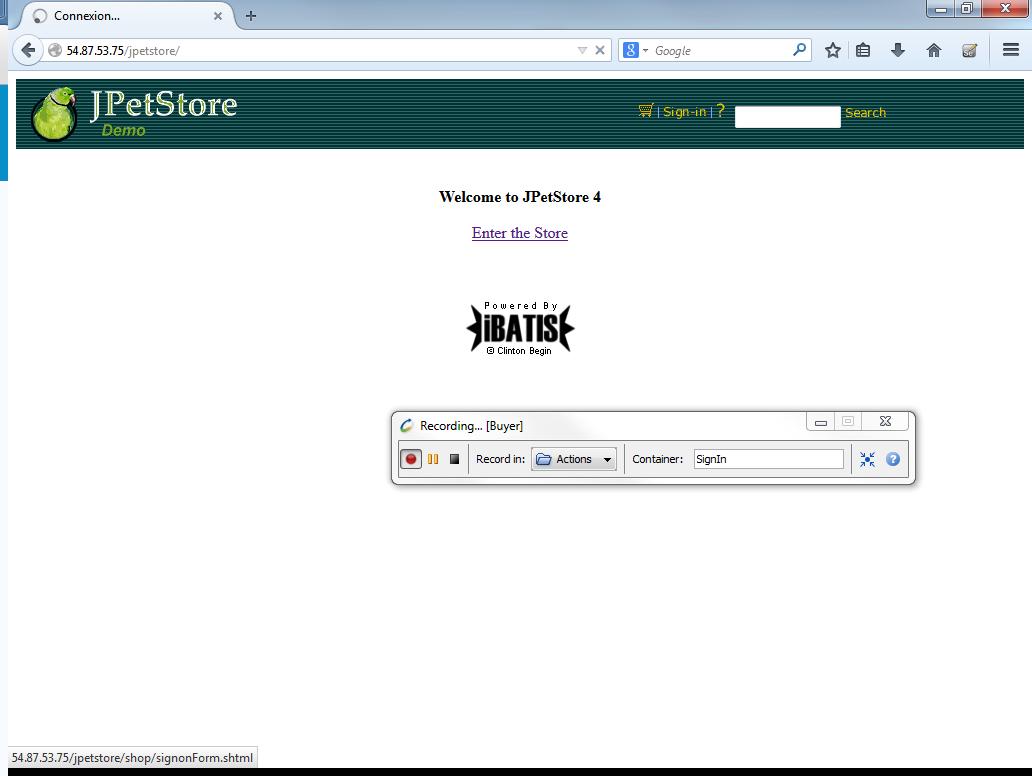 Connexion...
54.87.53.75/jpetstore/
8 Google
JPetStore
Demo
| Sign-in | ? Search
Welcome to JPetStore 4
Enter the Store
Powered By
iBATIS
© Clinton Begin
Recording... [Buyer]
Record in: Actions Container: SignIn ?
54.87.53.75/jpetstore/shop/signonForm.shtml